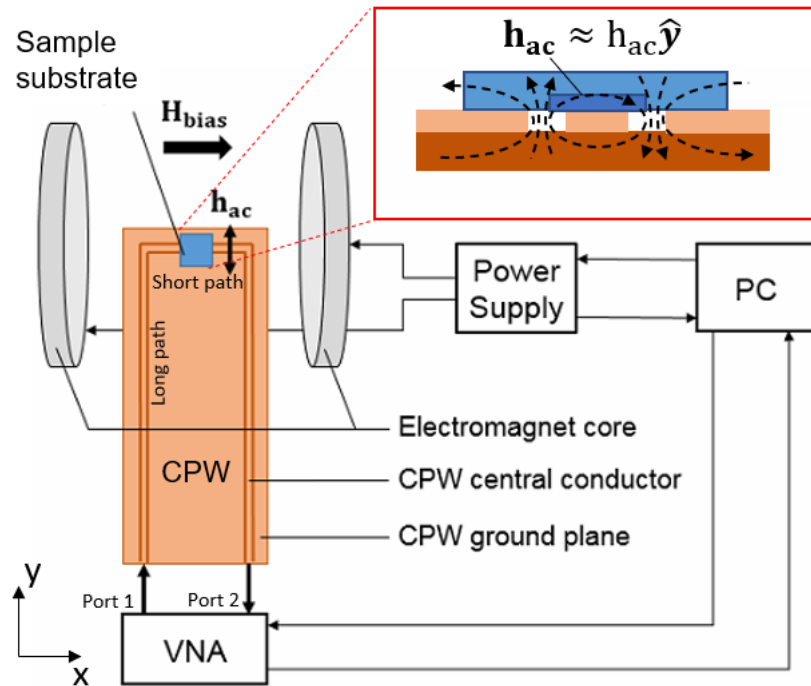 Sample
substrate
H_bias
h_ac
h_ac ≈ h_ac ŷ
Short path
Long path
CPW
Power
Supply
PC
Electromagnet core
CPW central conductor
CPW ground plane
Port 1
Port 2
VNA
y
x